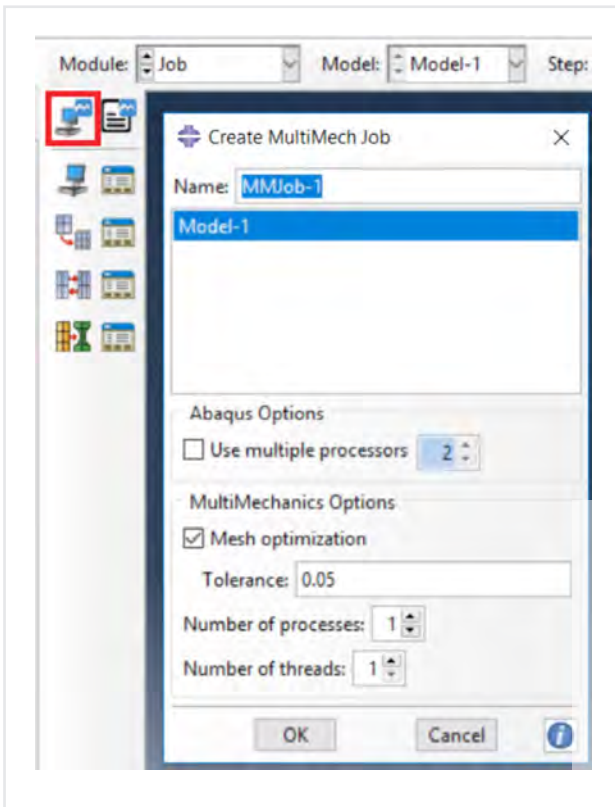 Module: Job Model: Model-1 Step:
Create MultiMech Job
Name: MMJob-1
Model-1
Abaqus Options
Use multiple processors 2
MultiMechanics Options
Mesh optimization
Tolerance: 0.05
Number of processes: 1
Number of threads: 1
OK Cancel